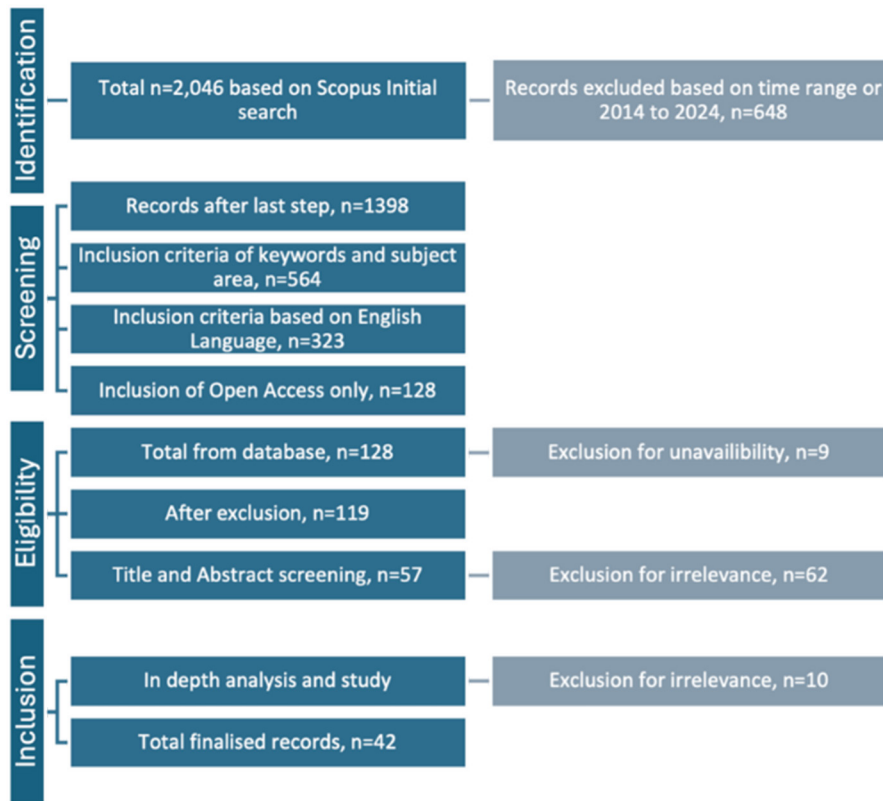 Identification
Total n=2,046 based on Scopus Initial
search
Records excluded based on time range or
2014 to 2024, n=648
Screening
Records after last step, n=1398
Inclusion criteria of keywords and subject
area, n=564
Inclusion criteria based on English
Language, n=323
Inclusion of Open Access only, n=128
Eligibility
Total from database, n=128
Exclusion for unavailibility, n=9
After exclusion, n=119
Title and Abstract screening, n=57
Exclusion for irrelevance, n=62
Inclusion
In depth analysis and study
Exclusion for irrelevance, n=10
Total finalised records, n=42